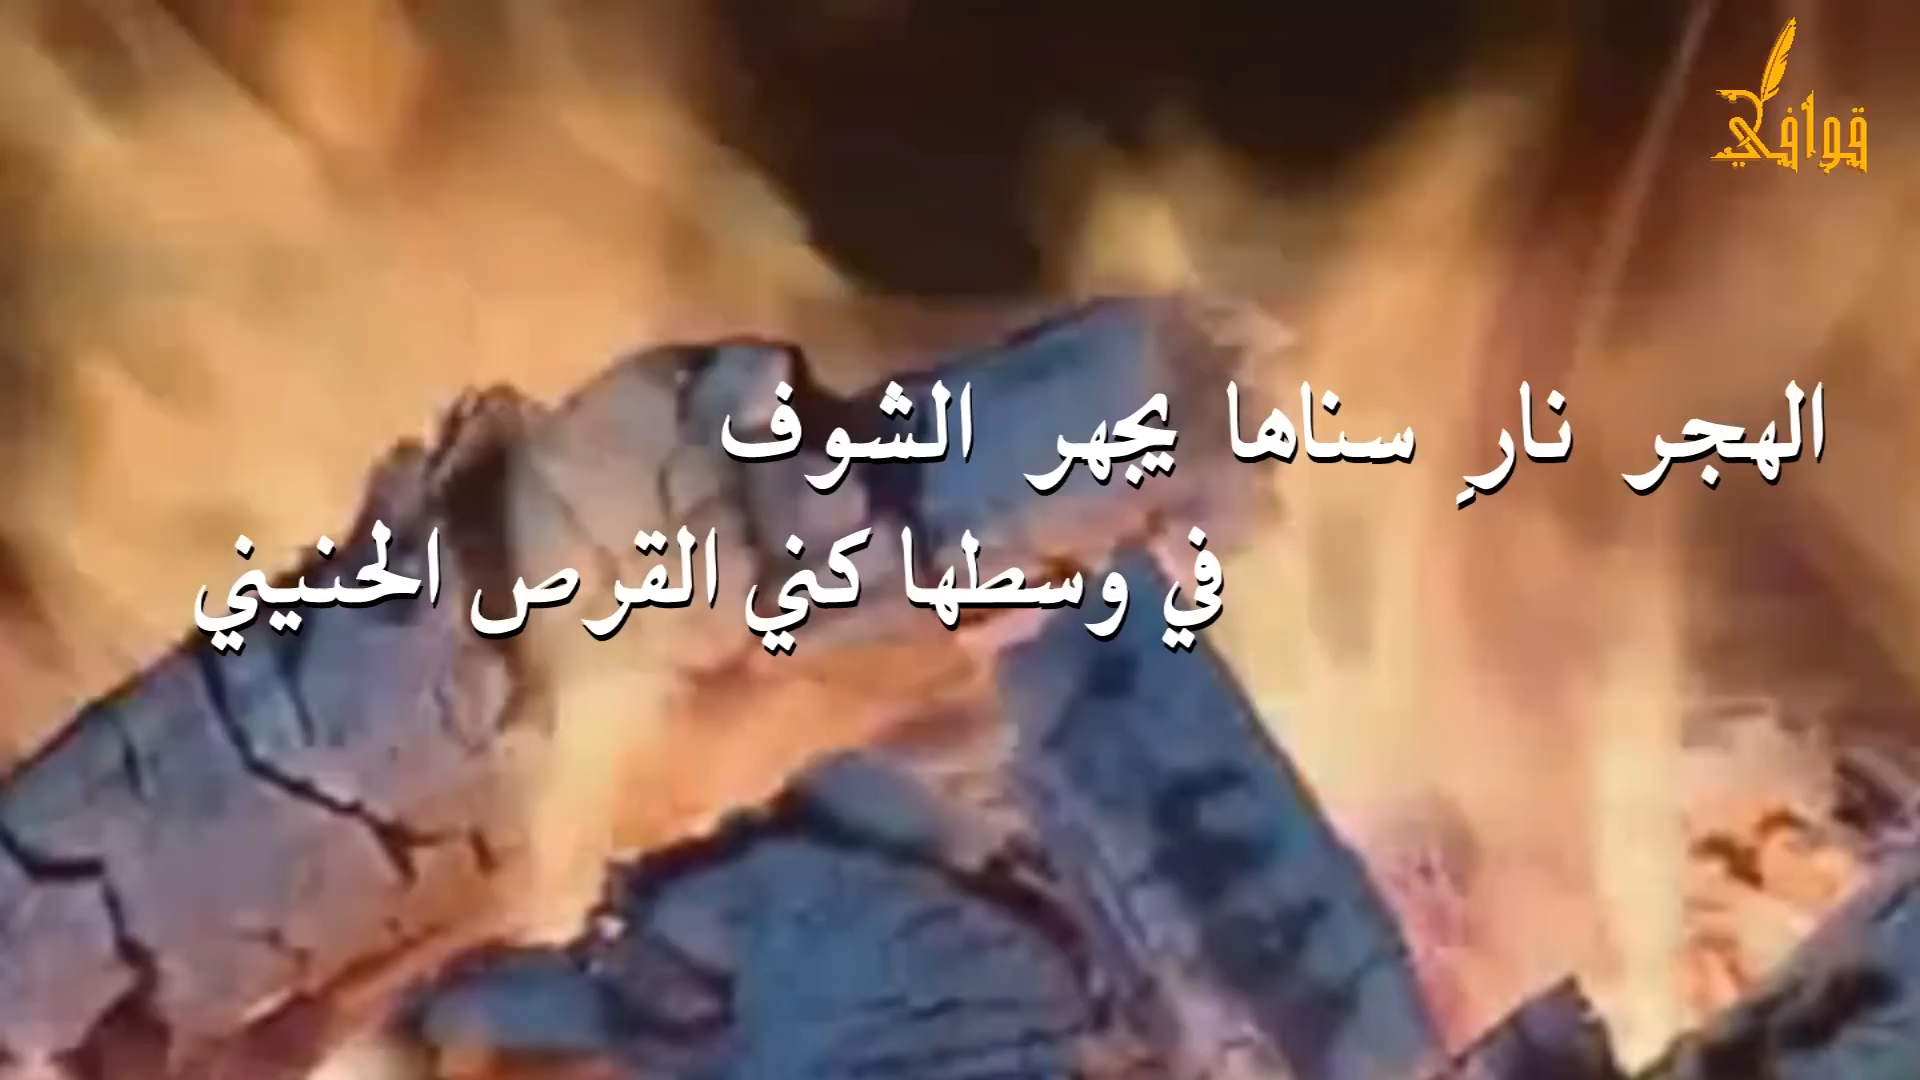 قوافي
الهجر نارٍ سناها يجهر الشوف
في وسطها كني القرص الحنيني